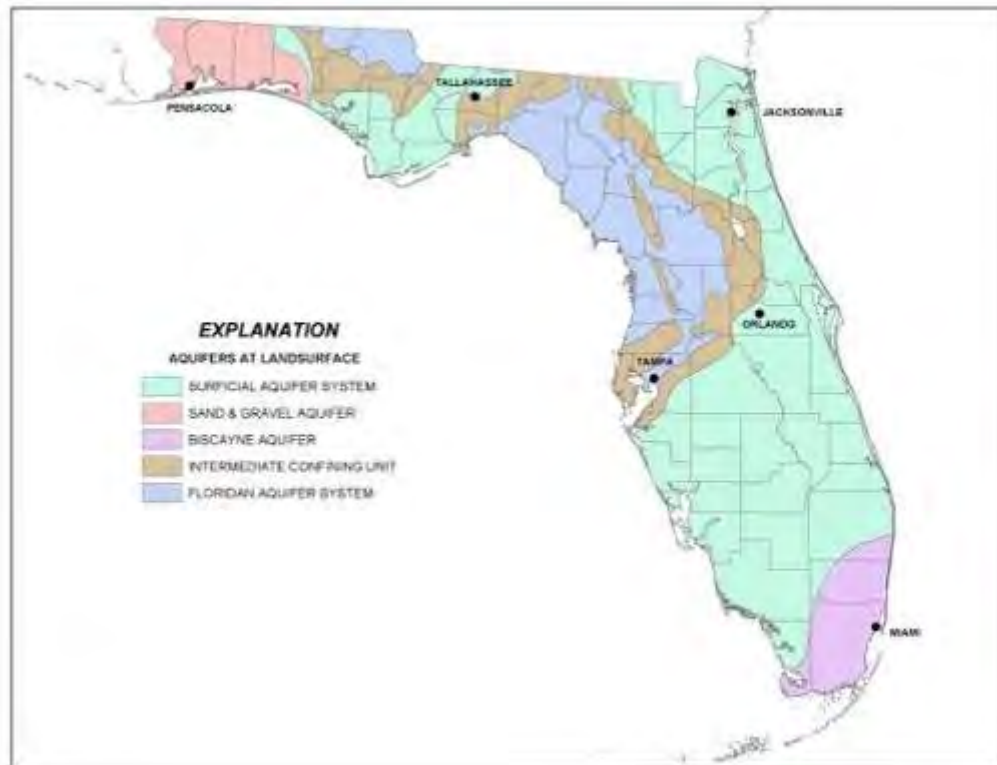 TALLAHASSEE
PENSACOLA
JACKSONVILLE
ORLANDO
TAMPA
MIAMI
EXPLANATION
AQUIFERS AT LANDSURFACE
SURFICIAL AQUIFER SYSTEM
SAND & GRAVEL AQUIFER
BISCAYNE AQUIFER
INTERMEDIATE CONFINING UNIT
FLORIDAN AQUIFER SYSTEM